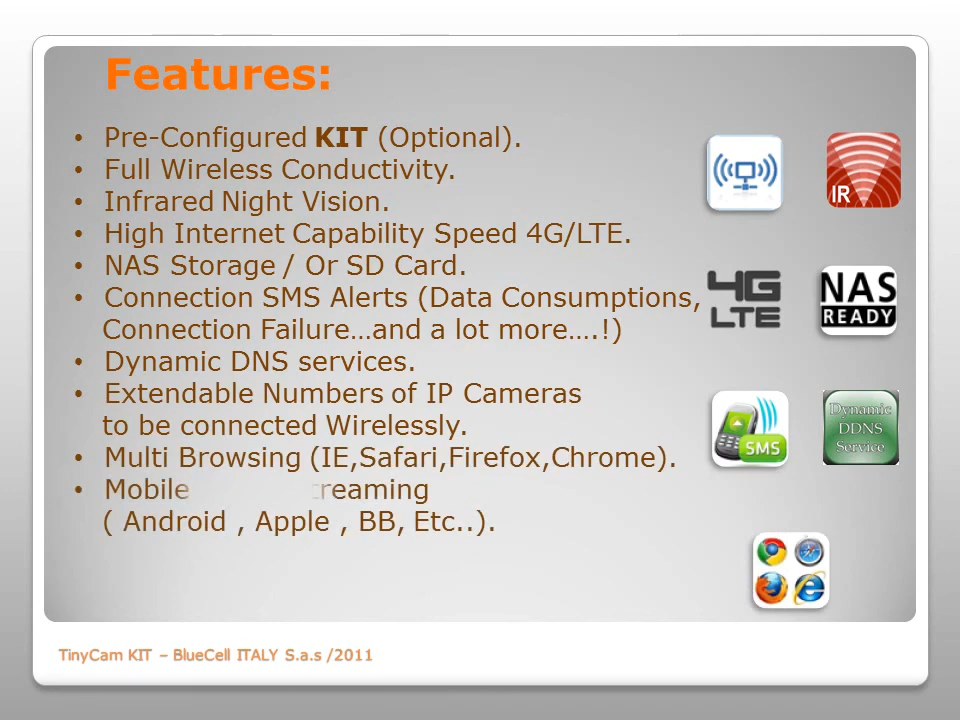 Features:
• Pre-Configured KIT (Optional).
• Full Wireless Conductivity.
• Infrared Night Vision.
• High Internet Capability Speed 4G/LTE.
• NAS Storage / Or SD Card.
• Connection SMS Alerts (Data Consumptions,
Connection Failure…and a lot more….!)
• Dynamic DNS services.
• Extendable Numbers of IP Cameras
to be connected Wirelessly.
• Multi Browsing (IE,Safari,Firefox,Chrome).
• Mobile treaming
( Android , Apple , BB, Etc..).
IR
4G
LTE
NAS
READY
SMS
Dynamic
DDNS
Service
TinyCam KIT – BlueCell ITALY S.a.s /2011